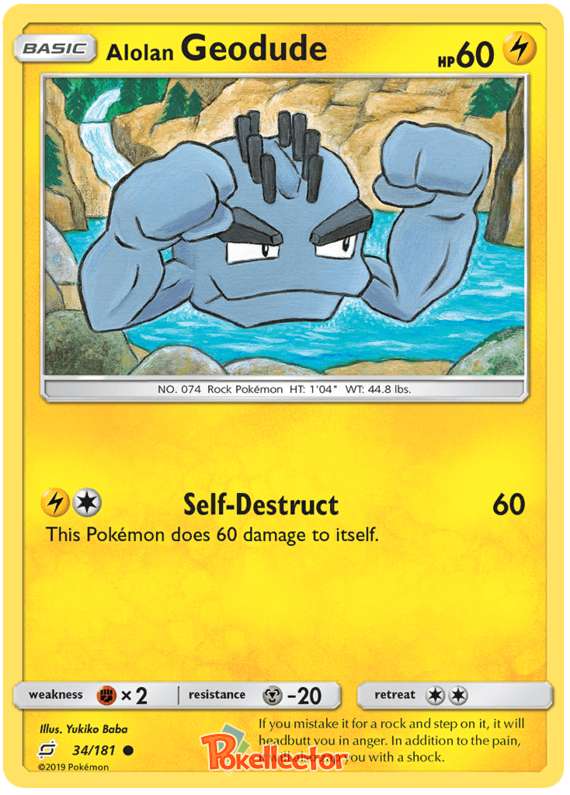 BASIC Alolan Geodude HP 60
NO. 074 Rock Pokémon HT: 1'04" WT: 44.8 lbs.
Self-Destruct 60
This Pokémon does 60 damage to itself.
weakness ×2 resistance -20 retreat
Illus. Yukiko Baba
34/181
©2019 Pokémon
If you mistake it for a rock and step on it, it will
headbutt you in anger. In addition to the pain,
you with a shock.
Pokellector